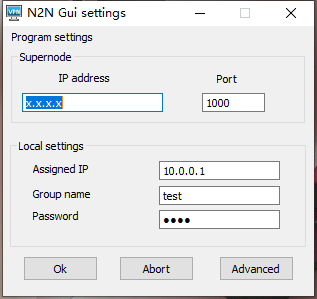 VPN N2N Gui settings
Program settings
Supernode
IP address Port
x.x.x.x 1000
Local settings
Assigned IP 10.0.0.1
Group name test
Password ●●●●
Ok Abort Advanced